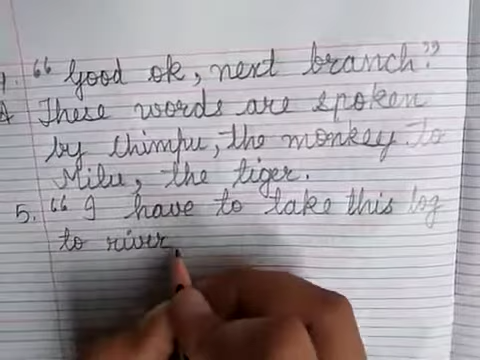 “Good ok, next branch.”
A These words are spoken
by Chimpu, the monkey. To
Milu, the tiger.
5. “I have to take this log
to river